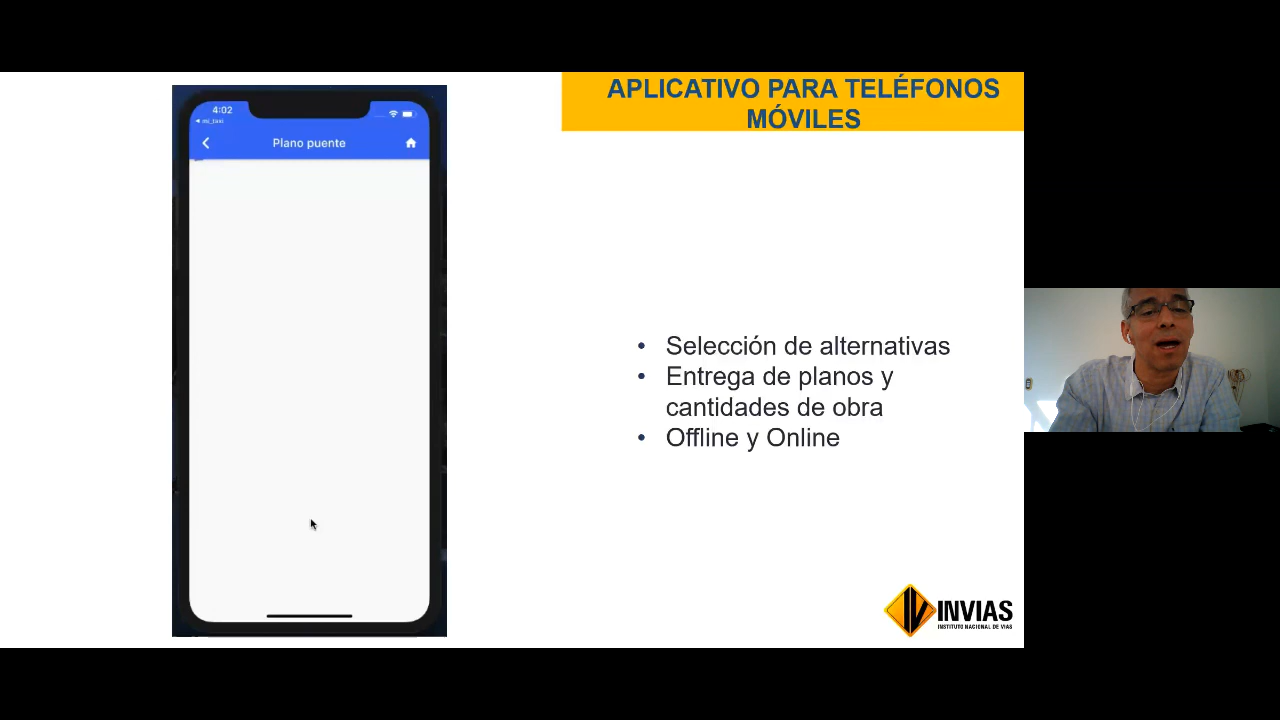 APLICATIVO PARA TELÉFONOS
MÓVILES
4:02
Plano puente
• Selección de alternativas
• Entrega de planos y
cantidades de obra
• Offline y Online
INVIAS
INSTITUTO NACIONAL DE VÍAS